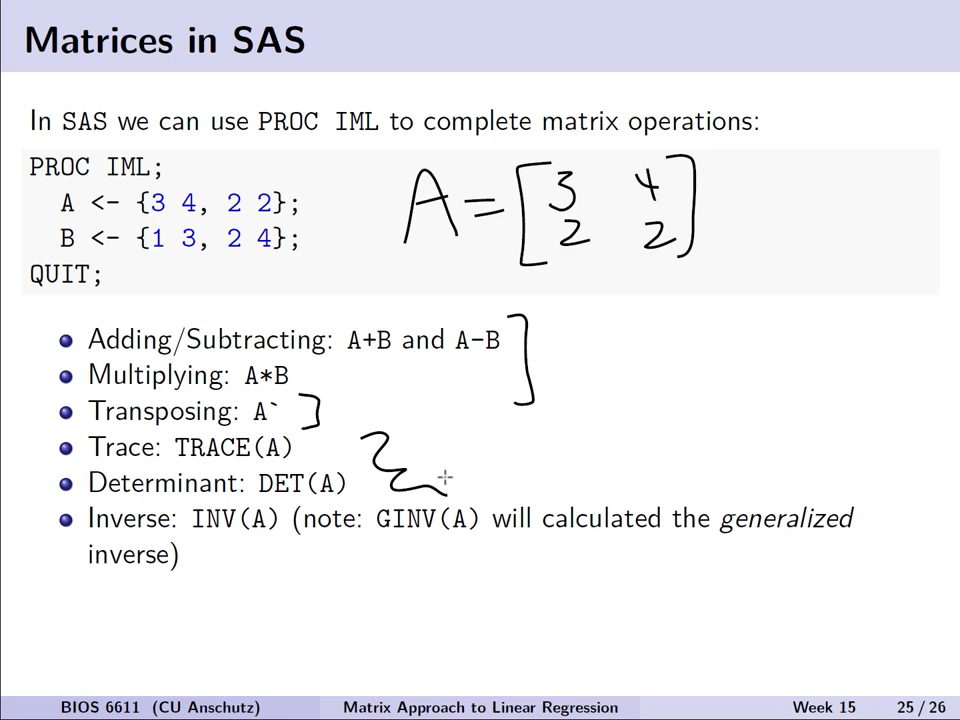 Matrices in SAS
In SAS we can use PROC IML to complete matrix operations:
PROC IML;
A <- {3 4, 2 2};
B <- {1 3, 2 4};
QUIT;
A = [3 4
2 2]
Adding/Subtracting: A+B and A-B
Multiplying: A*B
Transposing: A`
Trace: TRACE(A)
Determinant: DET(A)
Inverse: INV(A) (note: GINV(A) will calculated the generalized
inverse)
BIOS 6611 (CU Anschutz) Matrix Approach to Linear Regression Week 15 25 / 26